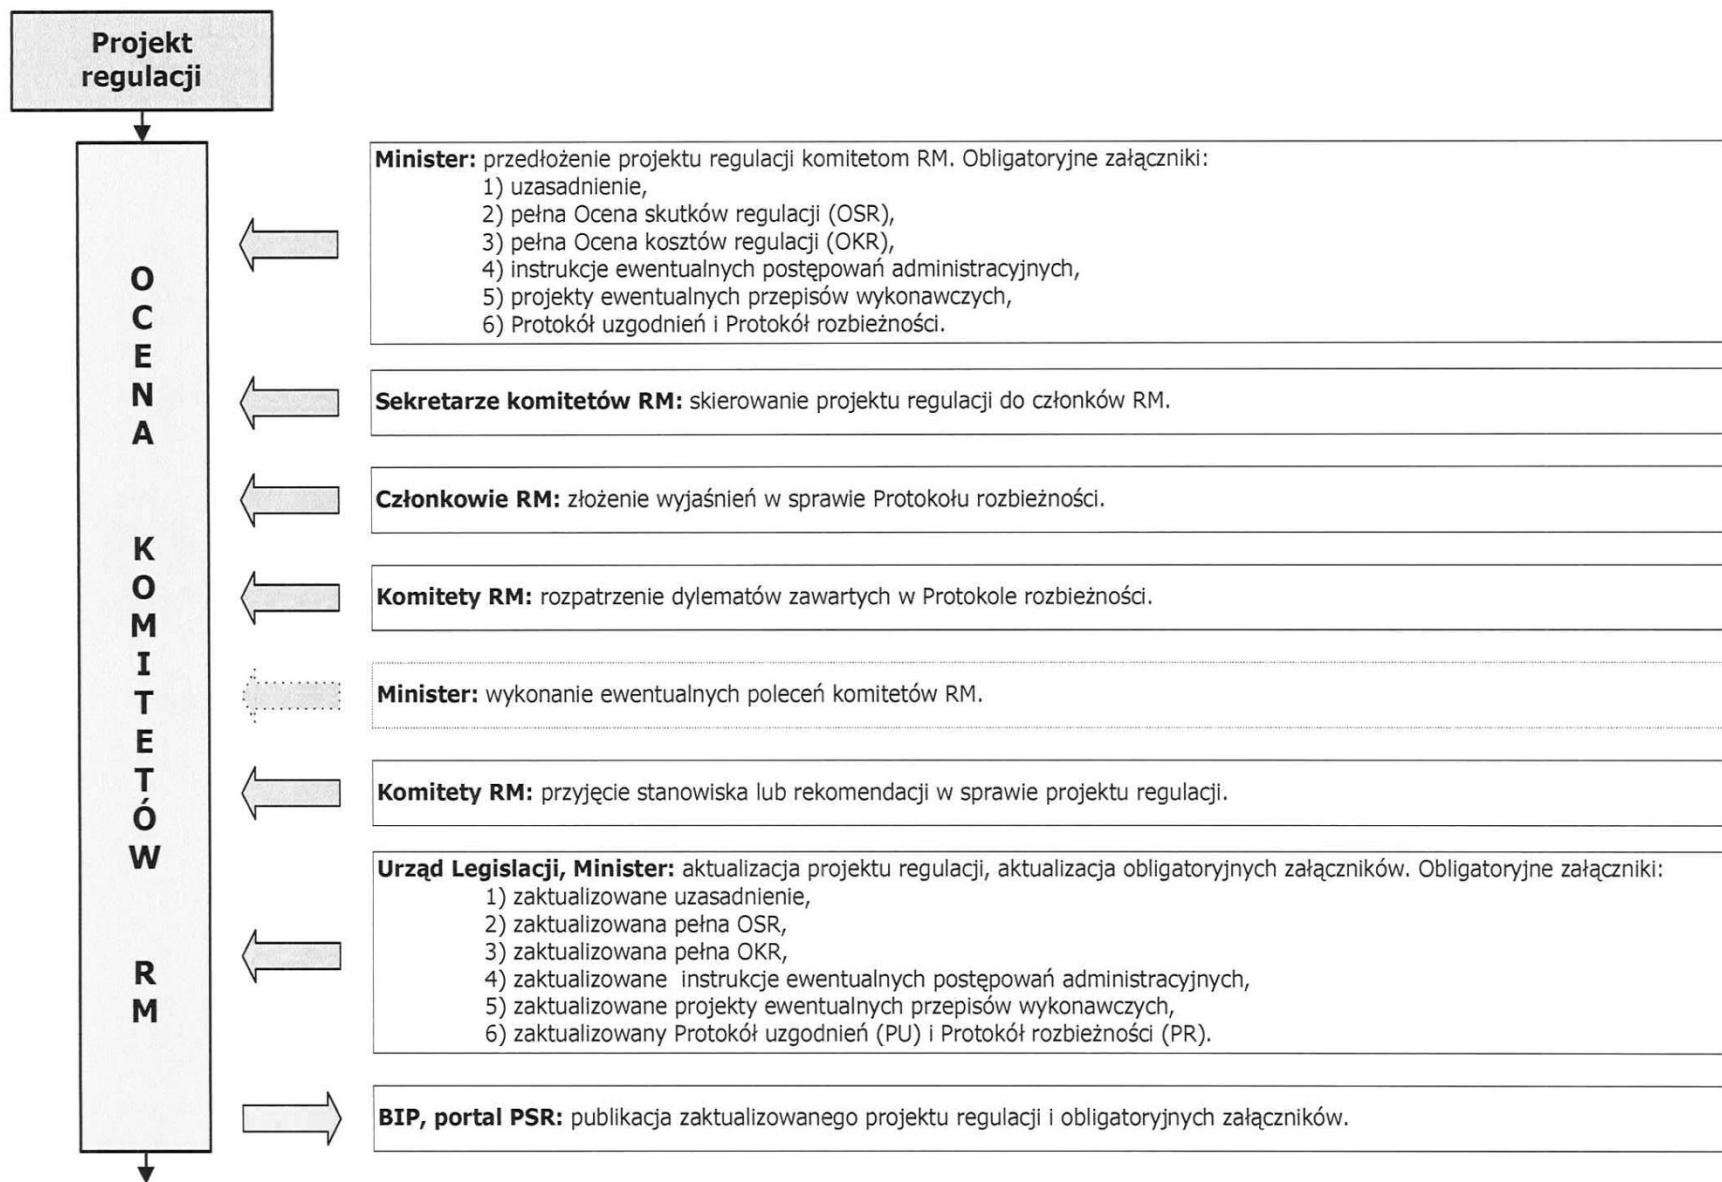 Projekt
regulacji
OCENA KOMITETÓW RM
Minister: przedłożenie projektu regulacji komitetom RM. Obligatoryjne załączniki:
1) uzasadnienie,
2) pełna Ocena skutków regulacji (OSR),
3) pełna Ocena kosztów regulacji (OKR),
4) instrukcje ewentualnych postępowań administracyjnych,
5) projekty ewentualnych przepisów wykonawczych,
6) Protokół uzgodnień i Protokół rozbieżności.
Sekretarze komitetów RM: skierowanie projektu regulacji do członków RM.
Członkowie RM: złożenie wyjaśnień w sprawie Protokołu rozbieżności.
Komitety RM: rozpatrzenie dylematów zawartych w Protokole rozbieżności.
Minister: wykonanie ewentualnych poleceń komitetów RM.
Komitety RM: przyjęcie stanowiska lub rekomendacji w sprawie projektu regulacji.
Urząd Legislacji, Minister: aktualizacja projektu regulacji, aktualizacja obligatoryjnych załączników. Obligatoryjne załączniki:
1) zaktualizowane uzasadnienie,
2) zaktualizowana pełna OSR,
3) zaktualizowana pełna OKR,
4) zaktualizowane instrukcje ewentualnych postępowań administracyjnych,
5) zaktualizowane projekty ewentualnych przepisów wykonawczych,
6) zaktualizowany Protokół uzgodnień (PU) i Protokół rozbieżności (PR).
BIP, portal PSR: publikacja zaktualizowanego projektu regulacji i obligatoryjnych załączników.